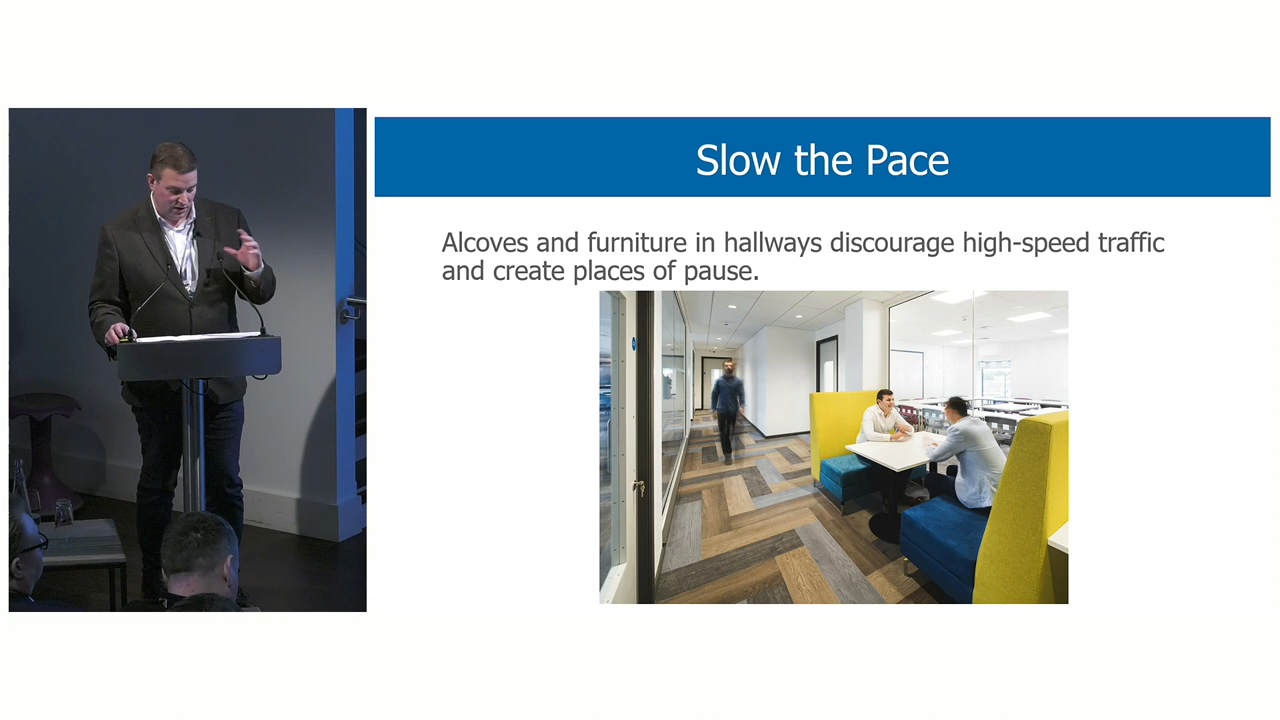 Slow the Pace
Alcoves and furniture in hallways discourage high-speed traffic
and create places of pause.